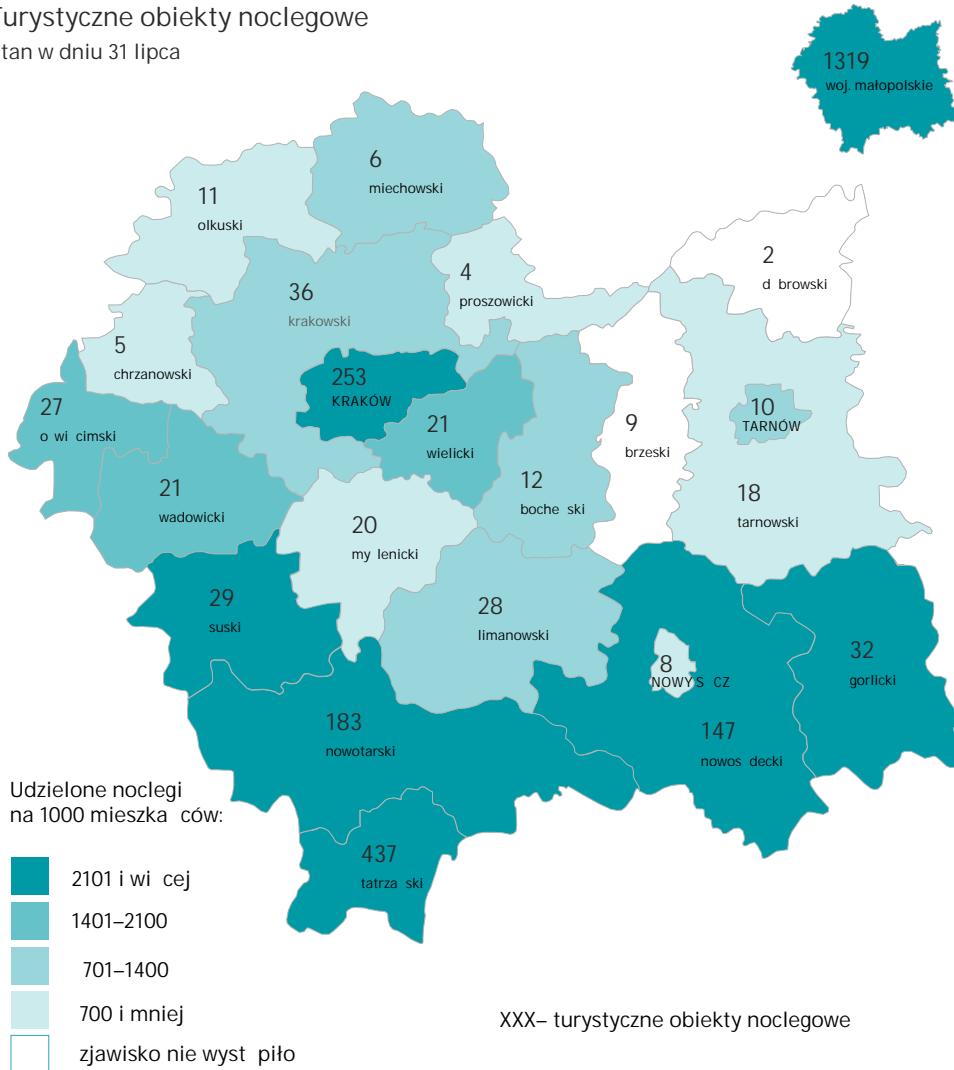 Turystyczne obiekty noclegowe
tan w dniu 31 lipca
1319
woj. małopolskie
6
miechowski
11
olkuski
2
d browski
4
proszowicki
36
krakowski
5
chrzanowski
253
KRAKÓW
27
o wi cimski
10
TARNÓW
21
wielicki
9
brzeski
12
boche ski
21
wadowicki
18
tarnowski
20
my lenicki
29
suski
28
limanowski
32
gorlicki
8
NOWY S CZ
183
nowotarski
147
nowos decki
437
tatrza ski
Udzielone noclegi
na 1000 mieszka ców:
2101 i wi cej
1401–2100
701–1400
700 i mniej
zjawisko nie wyst piło
XXX– turystyczne obiekty noclegowe